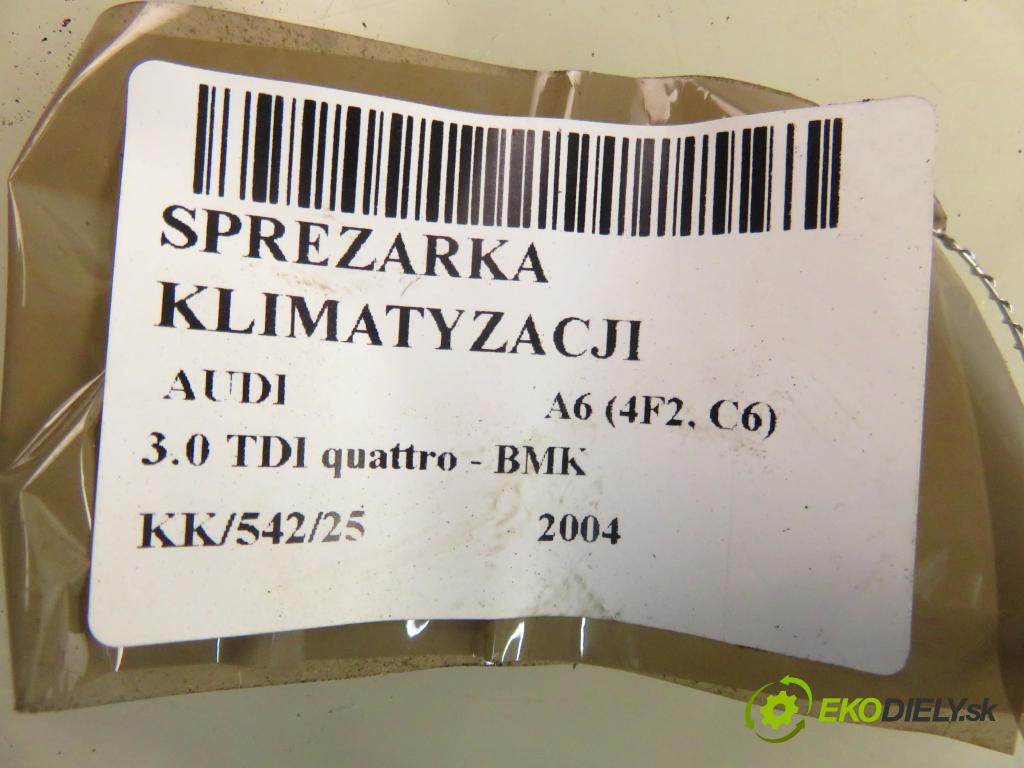 SPREZARKA
KLIMATYZACJI
AUDI A6 (4F2, C6)
3.0 TDI quattro - BMK
KK/542/25 2004
EKODIELY.sk